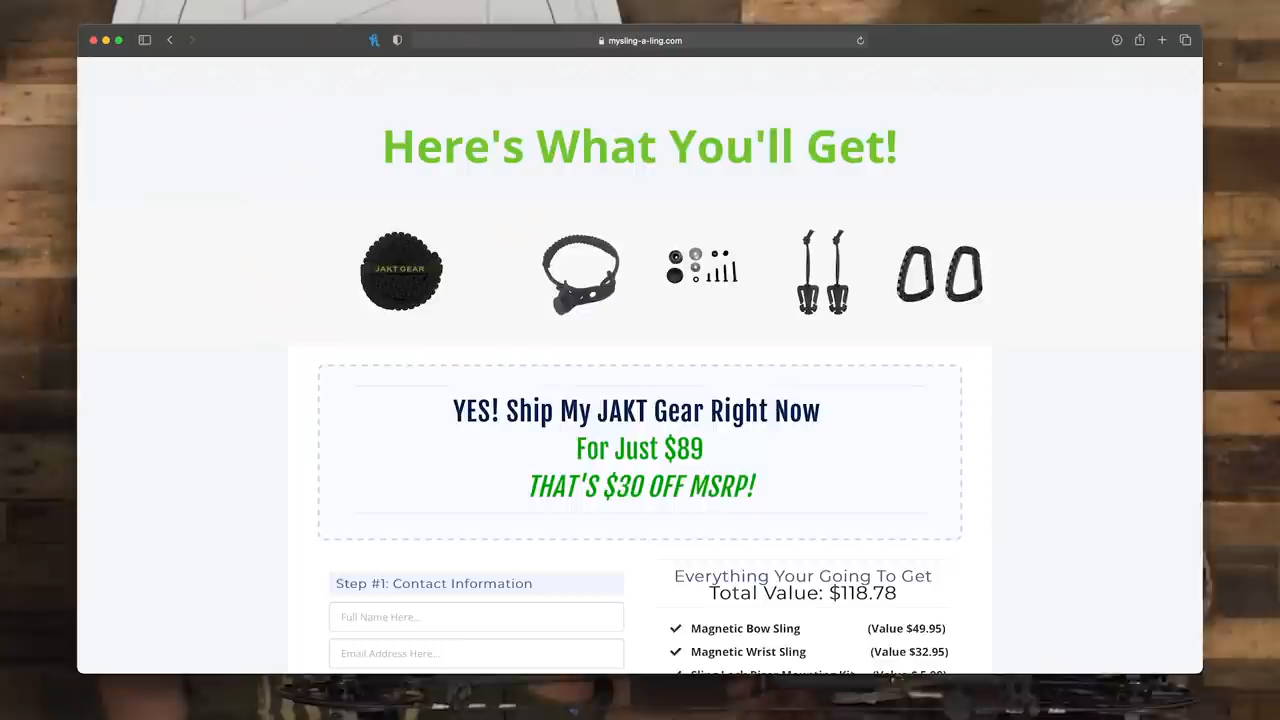 mysling-a-ling.com
Here's What You'll Get!
JAKT GEAR
YES! Ship My JAKT Gear Right Now
For Just $89
THAT'S $30 OFF MSRP!
Step #1: Contact Information
Full Name Here...
Email Address Here...
Everything Your Going To Get
Total Value: $118.78
Magnetic Bow Sling (Value $49.95)
Magnetic Wrist Sling (Value $32.95)